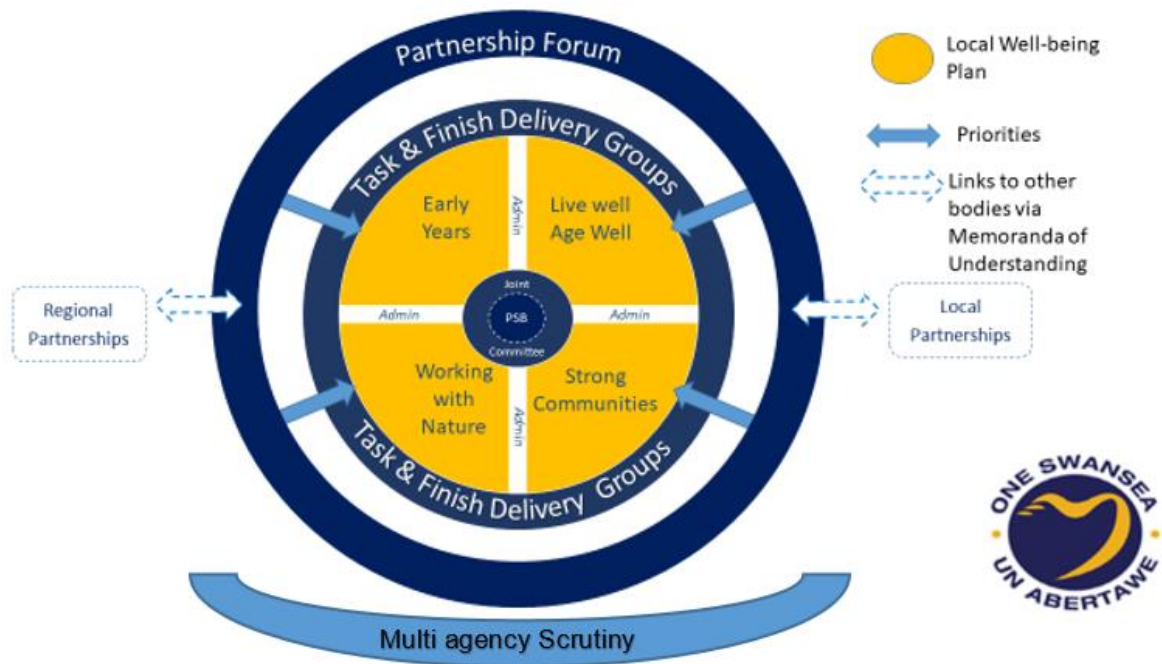 Partnership Forum
Task & Finish Delivery Groups
Early
Years
Admin
Live well
Age Well
Admin
Joint
PSB
Committee
Admin
Working
with
Nature
Admin
Strong
Communities
Task & Finish Delivery Groups
Regional
Partnerships
Local
Partnerships
Multi agency Scrutiny
Local Well-being
Plan
Priorities
Links to other
bodies via
Memoranda of
Understanding
ONE SWANSEA
UN ABERTAWE